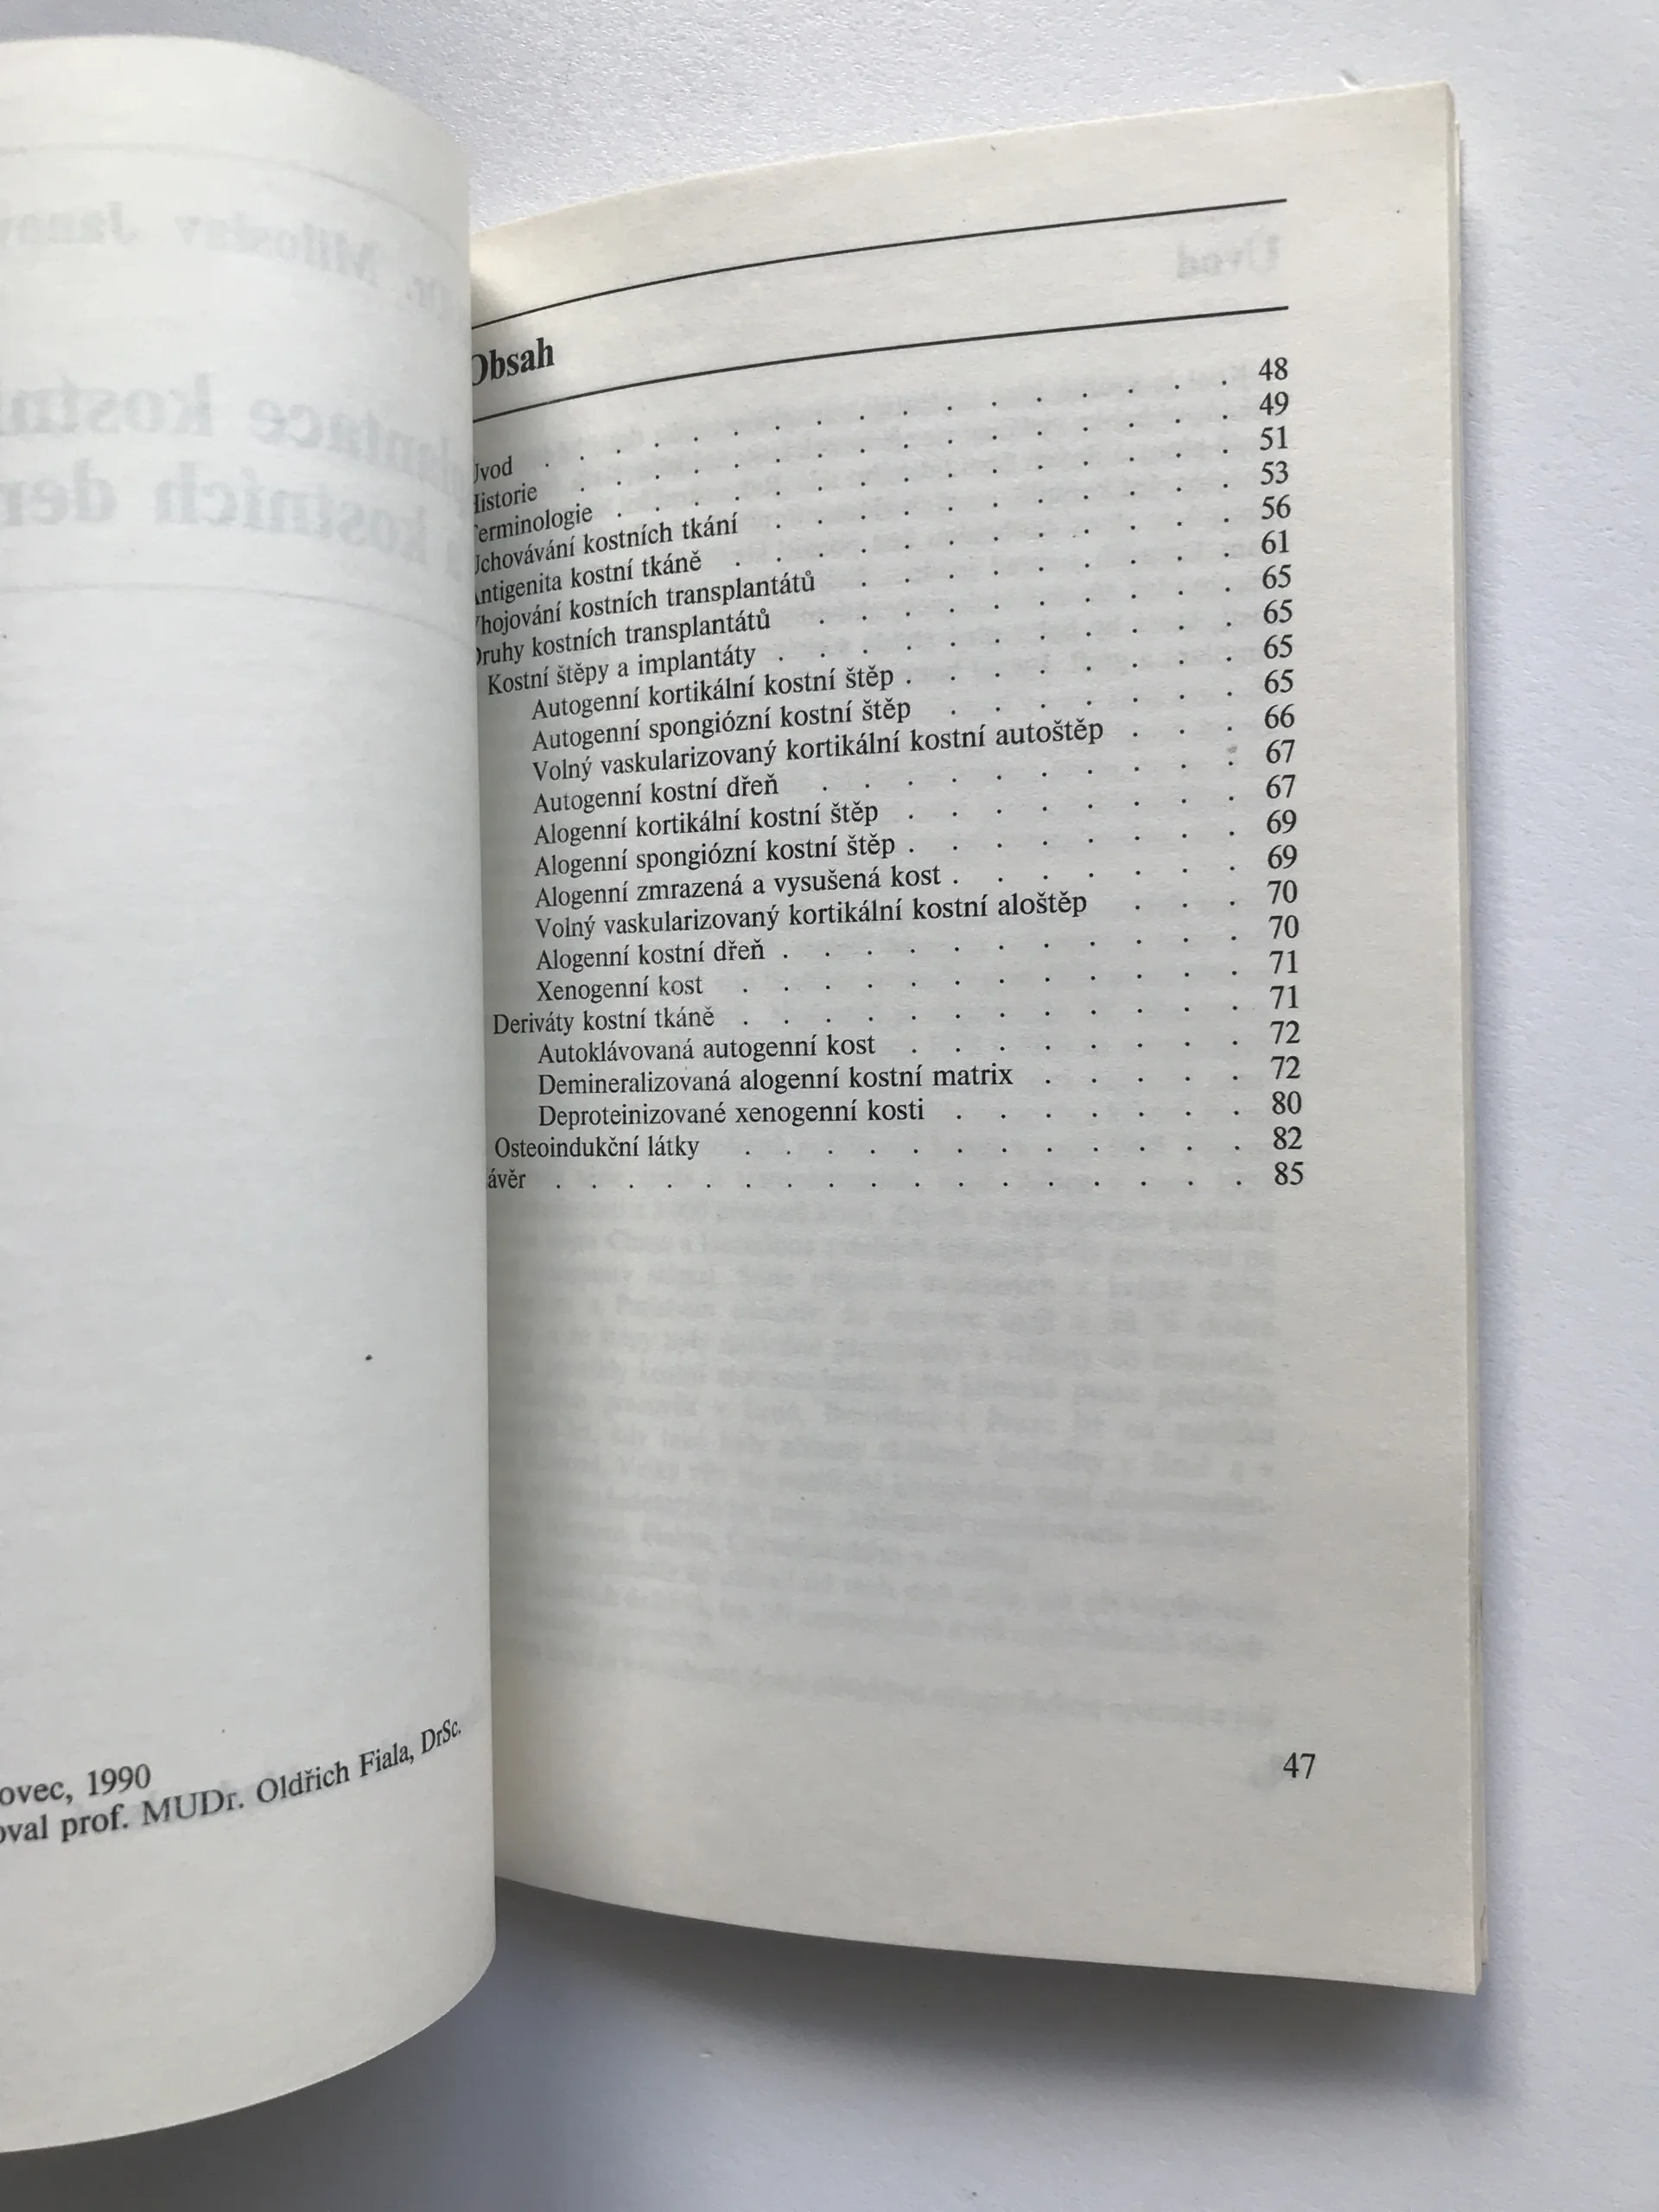 Obsah
Úvod . . . . . . . . . . . . . . . . . 48
Historie . . . . . . . . . . . . . . . . 49
Terminologie . . . . . . . . . . . . . . . 51
Uchovávání kostních tkání . . . . . . . . . . . 53
Antigenita kostní tkáně . . . . . . . . . . . . 56
Vhojování kostních transplantátů . . . . . . . . . 61
Druhy kostních transplantátů . . . . . . . . . . 65
Kostní štěpy a implantáty . . . . . . . . . . . 65
Autogenní kortikální kostní štěp . . . . . . . . 65
Autogenní spongiózní kostní štěp . . . . . . . 65
Volný vaskularizovaný kortikální kostní autoštěp . . . 66
Autogenní kostní dřeň . . . . . . . . . . 67
Alogenní kortikální kostní štěp . . . . . . . . 67
Alogenní spongiózní kostní štěp . . . . . . . . 69
Alogenní zmrazená a vysušená kost . . . . . . . 69
Volný vaskularizovaný kortikální kostní aloštěp . . . 70
Alogenní kostní dřeň . . . . . . . . . . . 70
Xenogenní kost . . . . . . . . . . . . 71
Deriváty kostní tkáně . . . . . . . . . . . . 71
Autoklávovaná autogenní kost . . . . . . . . 72
Demineralizovaná alogenní kostní matrix . . . . . 72
Deproteinizované xenogenní kosti . . . . . . . 80
Osteoindukční látky . . . . . . . . . . . . 82
ávěr . . . . . . . . . . . . . . . . . 85
47
ovec, 1990
oval prof. MUDr. Oldřich Fiala, DrSc.